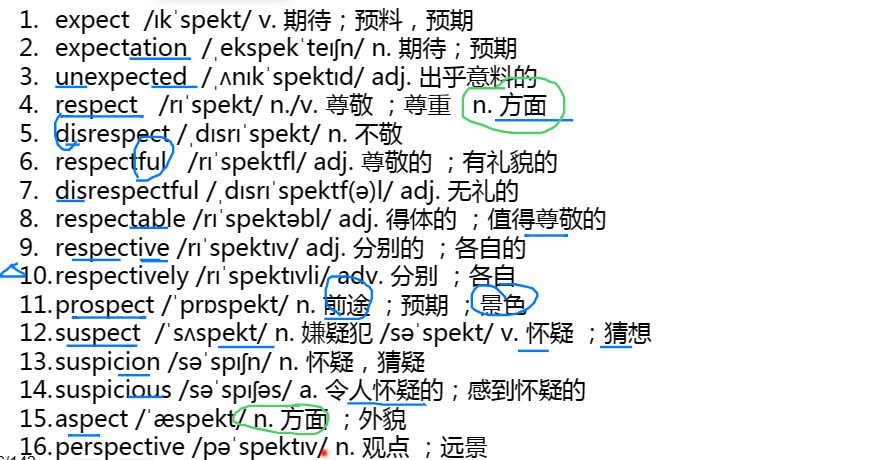 1. expect /ɪkˈspekt/ v. 期待；预料，预期
2. expectation /ˌekspekˈteɪʃn/ n. 期待；预期
3. unexpected /ˌʌnɪkˈspektɪd/ adj. 出乎意料的
4. respect /rɪˈspekt/ n./v. 尊敬 ；尊重 n. 方面
5. disrespect /ˌdɪsrɪˈspekt/ n. 不敬
6. respectful /rɪˈspektfl/ adj. 尊敬的 ；有礼貌的
7. disrespectful /ˌdɪsrɪˈspektf(ə)l/ adj. 无礼的
8. respectable /rɪˈspektəbl/ adj. 得体的 ；值得尊敬的
9. respective /rɪˈspektɪv/ adj. 分别的 ；各自的
10.respectively /rɪˈspektɪvli/ adv. 分别 ；各自
11.prospect /ˈprɒspekt/ n. 前途 ；预期 ；景色
12.suspect /ˈsʌspekt/ n. 嫌疑犯 /səˈspekt/ v. 怀疑 ；猜想
13.suspicion /səˈspɪʃn/ n. 怀疑，猜疑
14.suspicious /səˈspɪʃəs/ a. 令人怀疑的；感到怀疑的
15.aspect /ˈæspekt/ n. 方面 ；外貌
16.perspective /pəˈspektɪv/ n. 观点 ；远景